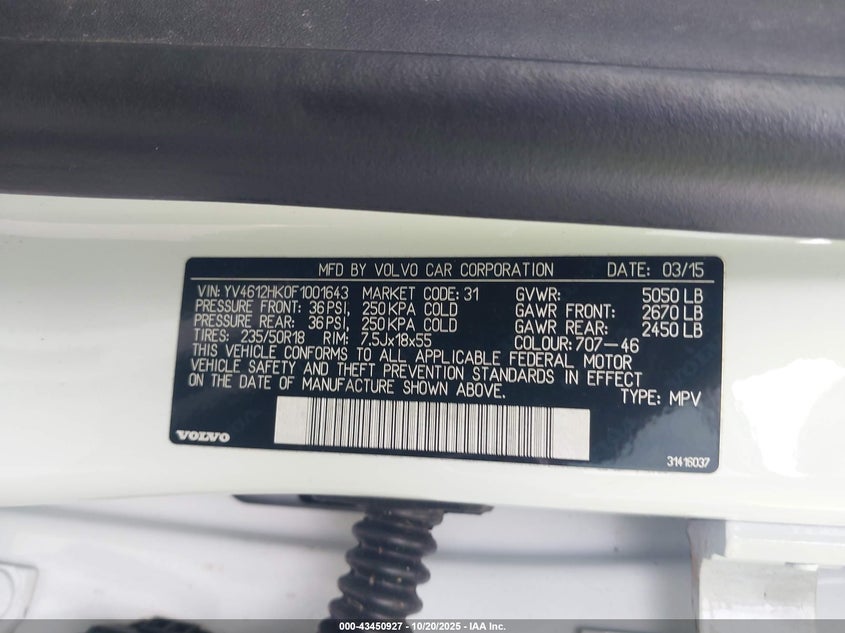 MFD BY VOLVO CAR CORPORATION DATE: 03/15
VIN: YV4612HK0F1001643 MARKET CODE: 31 GVWR: 5050 LB
PRESSURE FRONT: 36 PSI, 250 KPA COLD GAWR FRONT: 2670 LB
PRESSURE REAR: 36 PSI, 250 KPA COLD GAWR REAR: 2450 LB
TIRES: 235/50R18 RIM: 7,5Jx18x55 COLOUR: 707-46
THIS VEHICLE CONFORMS TO ALL APPLICABLE FEDERAL MOTOR
VEHICLE SAFETY AND THEFT PREVENTION STANDARDS IN EFFECT
ON THE DATE OF MANUFACTURE SHOWN ABOVE. TYPE: MPV
VOLVO 31416037
000-43450927 - 10/20/2025 - IAA Inc.